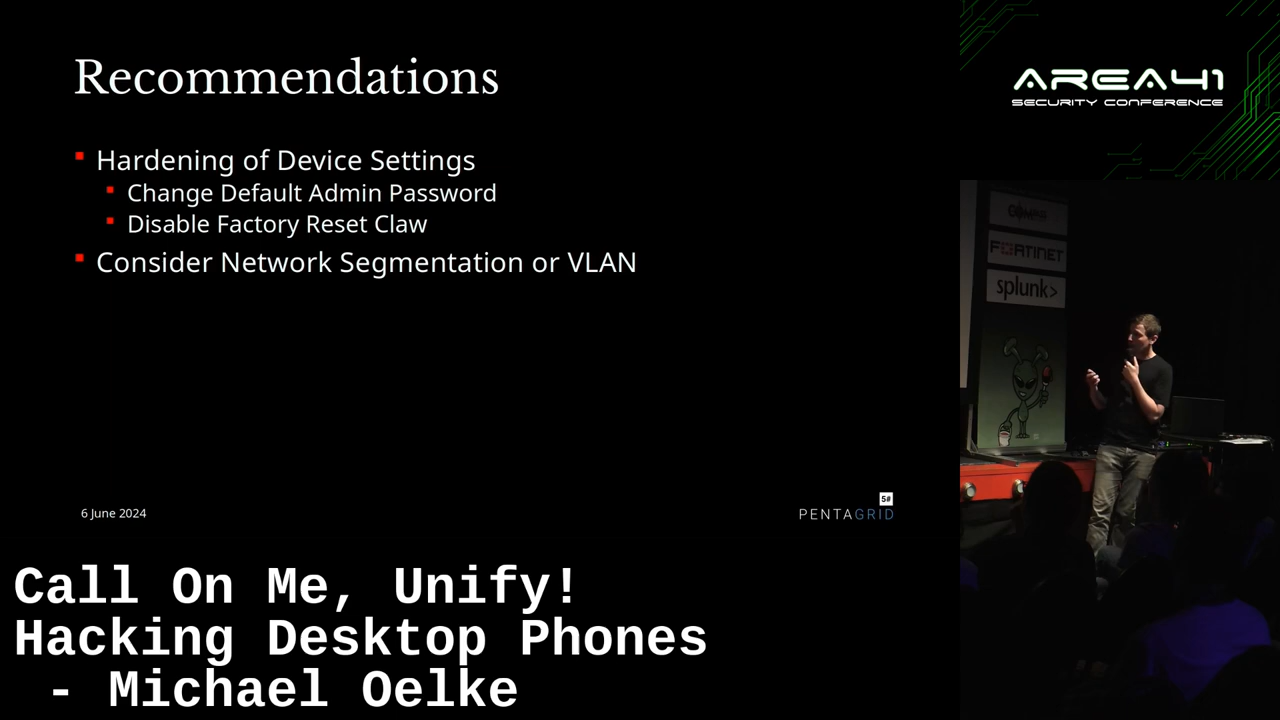 Recommendations
Hardening of Device Settings
Change Default Admin Password
Disable Factory Reset Claw
Consider Network Segmentation or VLAN
6 June 2024
5#
PENTAGRID
AREA41
SECURITY CONFERENCE
FORTINET
splunk>
Call On Me, Unify!
Hacking Desktop Phones
- Michael Oelke